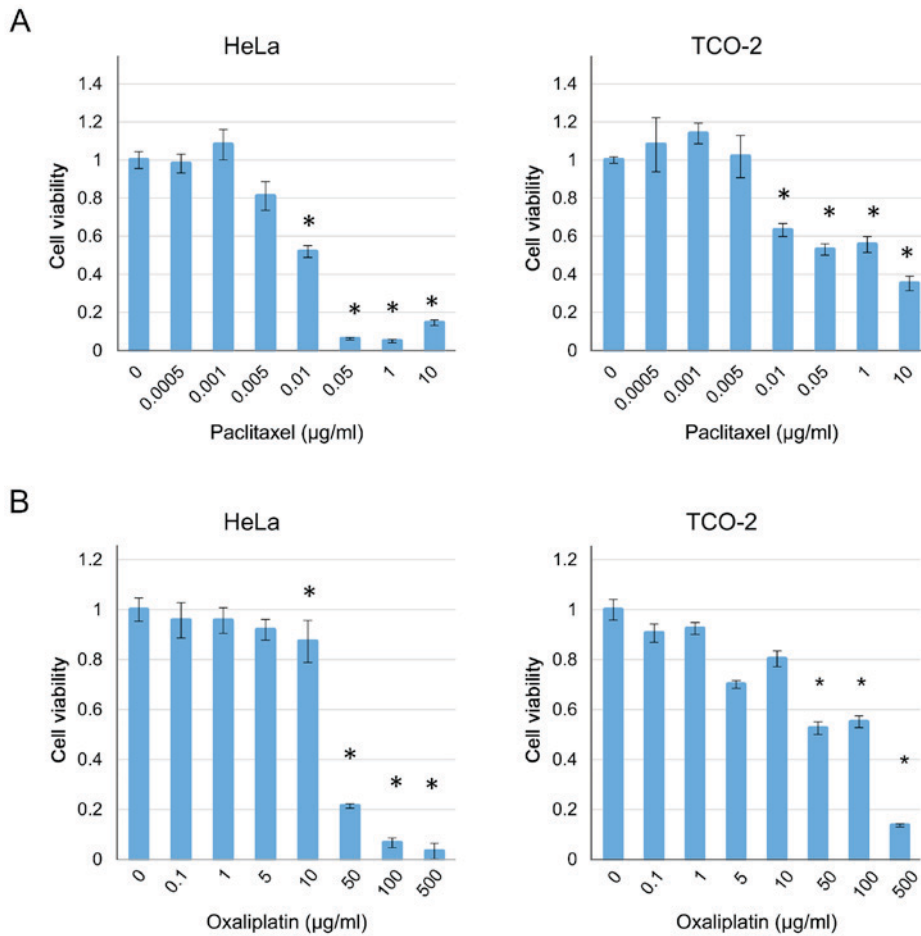 A
HeLa
1.4
1.2
1
0.8
0.6
0.4
0.2
0
Cell viability
* * * *
0 0.0005 0.001 0.005 0.01 0.05 1 10
Paclitaxel (µg/ml)
TCO-2
1.4
1.2
1
0.8
0.6
0.4
0.2
0
Cell viability
* * * *
0 0.0005 0.001 0.005 0.01 0.05 1 10
Paclitaxel (µg/ml)
B
HeLa
1.2
1
0.8
0.6
0.4
0.2
0
Cell viability
* * * *
0 0.1 1 5 10 50 100 500
Oxaliplatin (µg/ml)
TCO-2
1.2
1
0.8
0.6
0.4
0.2
0
Cell viability
* * *
0 0.1 1 5 10 50 100 500
Oxaliplatin (µg/ml)